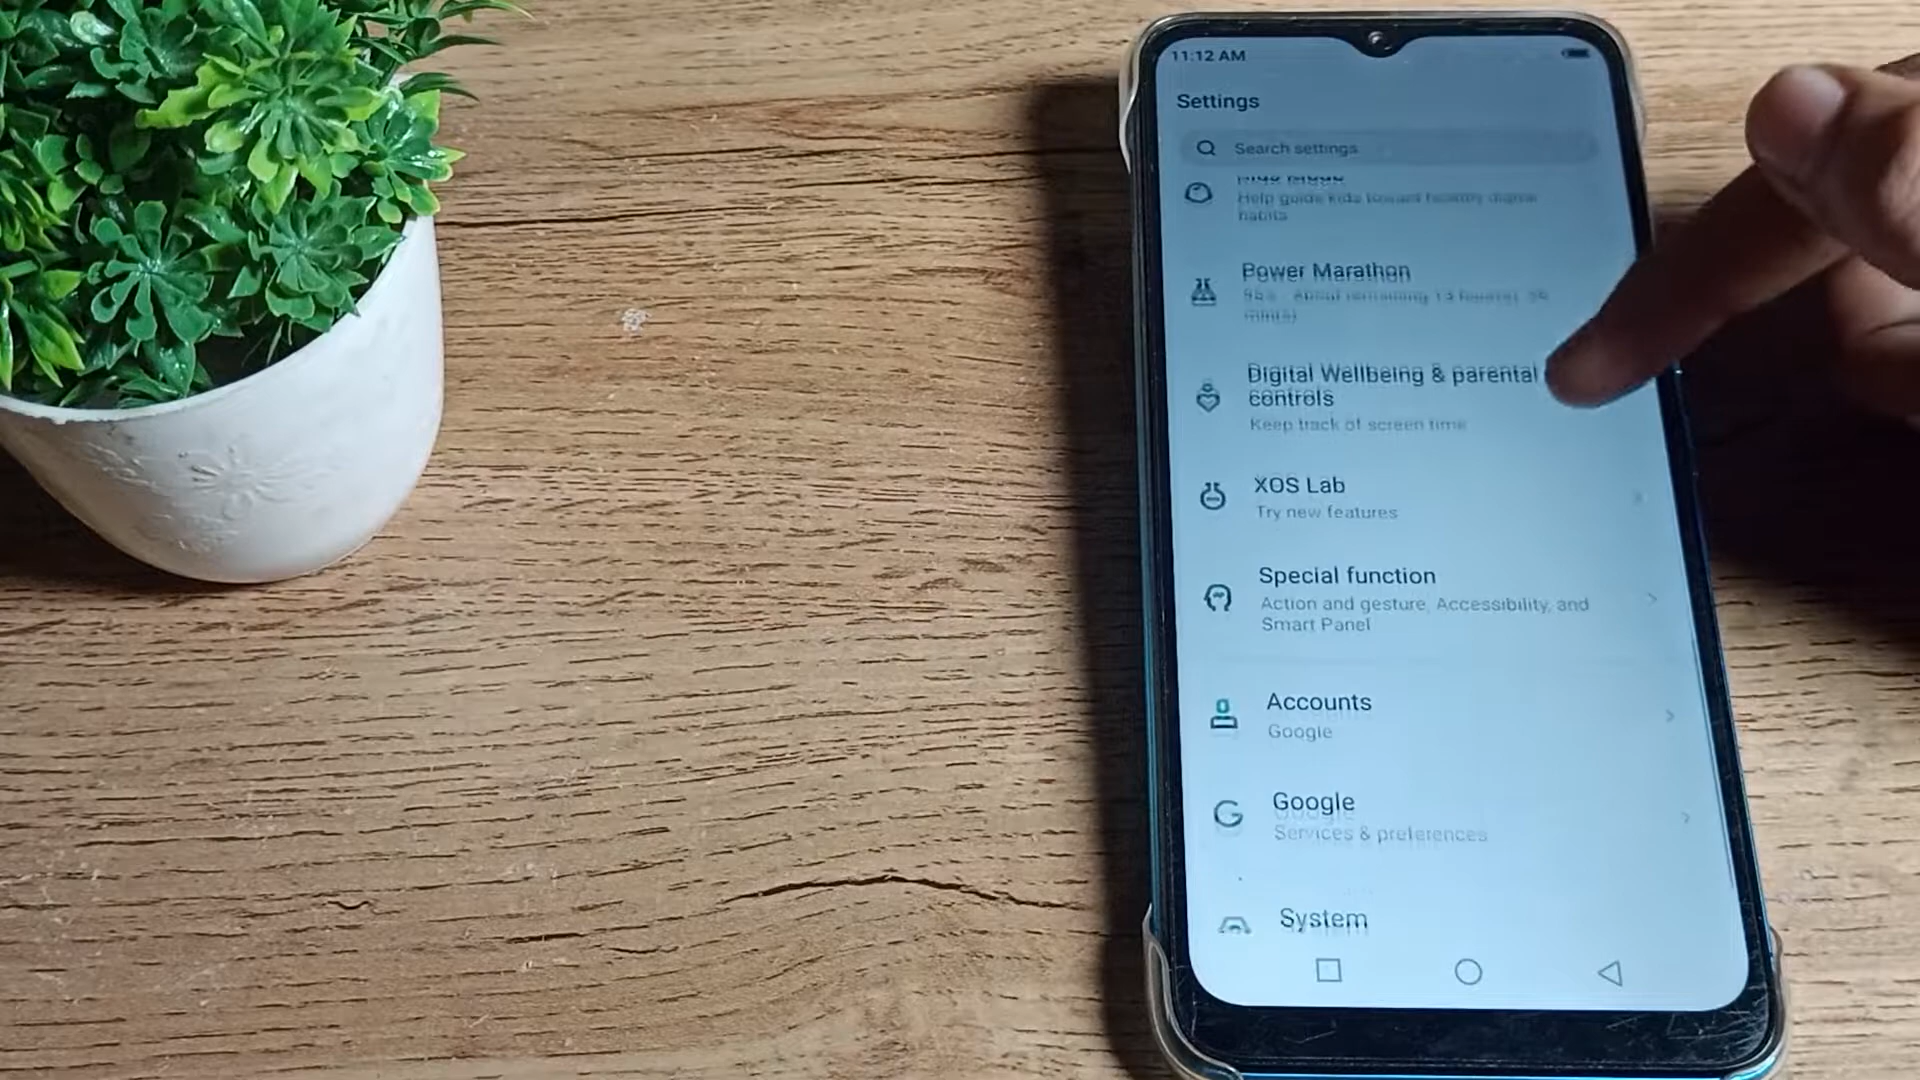 11:12 AM
Settings
Search settings
Help guide kids toward healthy digital
habits
Power Marathon
Digital Wellbeing & parental
controls
Keep track of screen time
XOS Lab
Try new features
Special function
Action and gesture, Accessibility, and
Smart Panel
Accounts
Google
Google
Services & preferences
System